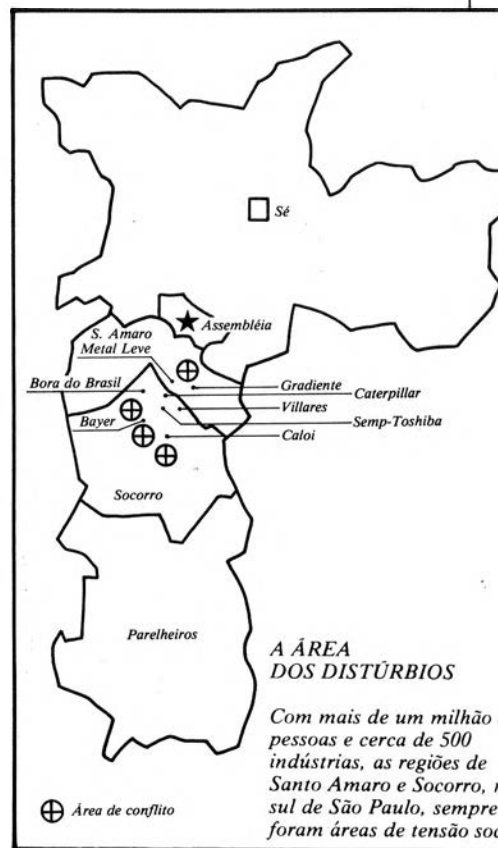 Sé
Assembléia
S. Amaro
Metal Leve
Bora do Brasil
Gradiente
Caterpillar
Villares
Bayer
Semp-Toshiba
Caloi
Socorro
Parelheiros
A ÁREA
DOS DISTÚRBIOS
Com mais de um milhão
pessoas e cerca de 500
indústrias, as regiões de
Santo Amaro e Socorro,
sul de São Paulo, sempre
foram áreas de tensão
Área de conflito